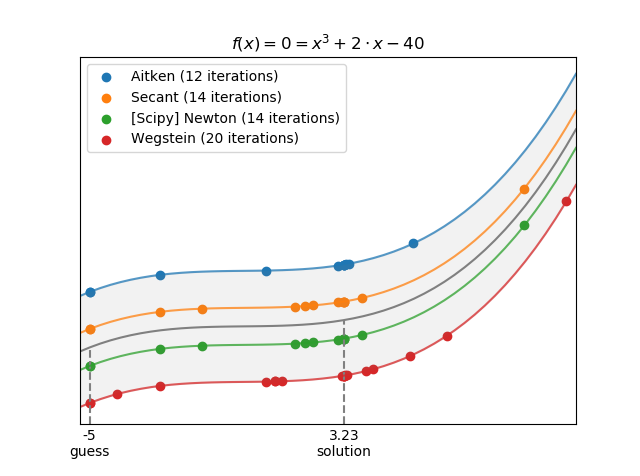 f(x) = 0 = x³ + 2 · x − 40
Aitken (12 iterations)
Secant (14 iterations)
[Scipy] Newton (14 iterations)
Wegstein (20 iterations)
-5 3.23
guess solution